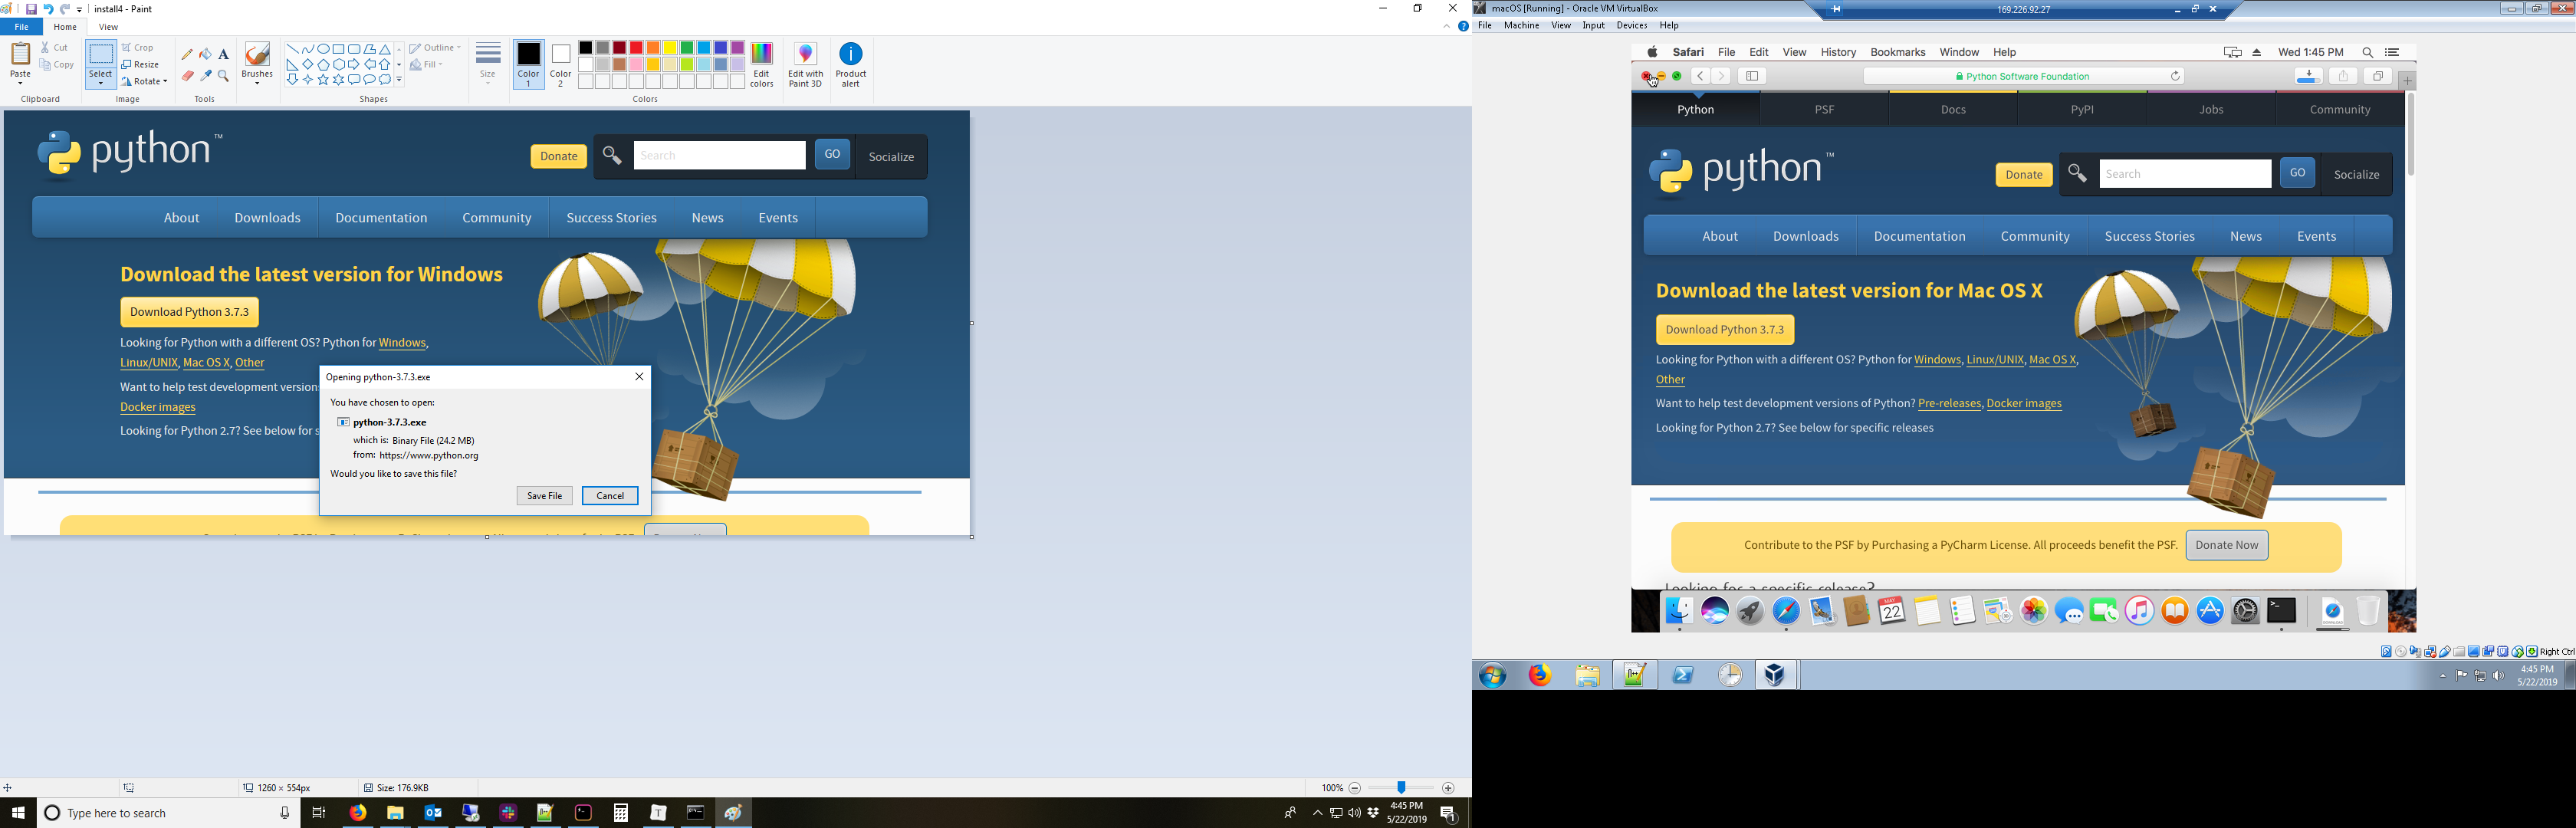 install4 - Paint
File
Home
View
Paste
Cut
Copy
Clipboard
Select
Crop
Resize
Rotate
Image
A
Tools
Brushes
Outline
Fill
Shapes
Size
Color 1
Color 2
Edit colors
Colors
Edit with Paint 3D
Product alert
python™
Donate
Search
GO
Socialize
About Downloads Documentation Community Success Stories News Events
Download the latest version for Windows
Download Python 3.7.3
Looking for Python with a different OS? Python for Windows,
Linux/UNIX, Mac OS X, Other
Want to help test development version
Docker images
Looking for Python 2.7? See below for s
Opening python-3.7.3.exe
You have chosen to open:
python-3.7.3.exe
which is: Binary File (24.2 MB)
from: https://www.python.org
Would you like to save this file?
Save File
Cancel
1260 × 554px
Size: 176.9KB
100%
Type here to search
4:45 PM
5/22/2019
macOS [Running] - Oracle VM VirtualBox
169.226.92.27
File Machine View Input Devices Help
Safari File Edit View History Bookmarks Window Help
Wed 1:45 PM
Python Software Foundation
Python PSF Docs PyPI Jobs Community
python™
Donate
Search
GO
Socialize
About Downloads Documentation Community Success Stories News Events
Download the latest version for Mac OS X
Download Python 3.7.3
Looking for Python with a different OS? Python for Windows, Linux/UNIX, Mac OS X,
Other
Want to help test development versions of Python? Pre-releases, Docker images
Looking for Python 2.7? See below for specific releases
Contribute to the PSF by Purchasing a PyCharm License. All proceeds benefit the PSF.
Donate Now
Looking for a specific release?
22
Right Ctrl
4:45 PM
5/22/2019